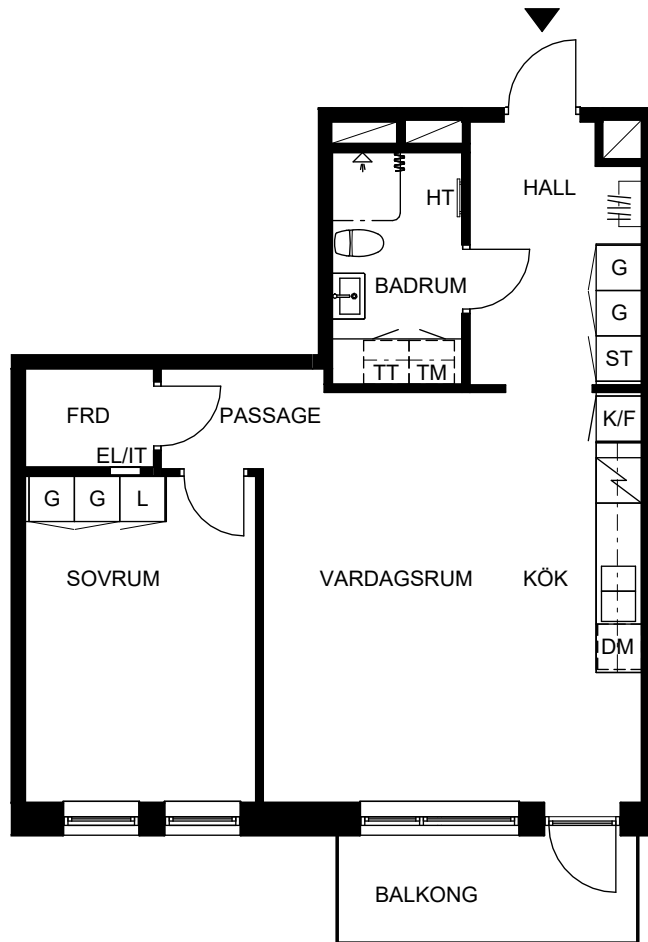 HALL
HT
G
BADRUM
G
ST
TT TM
FRD
PASSAGE
K/F
EL/IT
G G L
SOVRUM
VARDAGSRUM
KÖK
DM
BALKONG